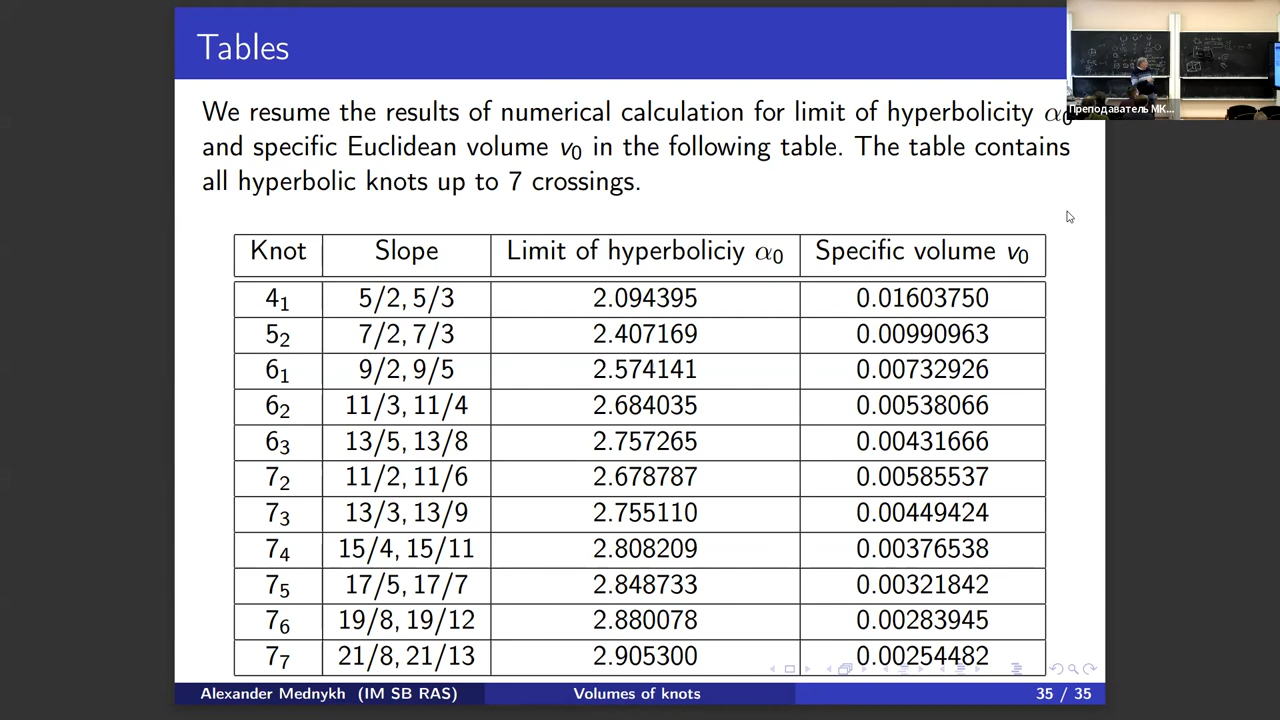 Tables
We resume the results of numerical calculation for limit of hyperbolicity α0
and specific Euclidean volume v0 in the following table. The table contains
all hyperbolic knots up to 7 crossings.
Knot Slope Limit of hyperboliciy α0 Specific volume v0
4₁ 5/2, 5/3 2.094395 0.01603750
5₂ 7/2, 7/3 2.407169 0.00990963
6₁ 9/2, 9/5 2.574141 0.00732926
6₂ 11/3, 11/4 2.684035 0.00538066
6₃ 13/5, 13/8 2.757265 0.00431666
7₂ 11/2, 11/6 2.678787 0.00585537
7₃ 13/3, 13/9 2.755110 0.00449424
7₄ 15/4, 15/11 2.808209 0.00376538
7₅ 17/5, 17/7 2.848733 0.00321842
7₆ 19/8, 19/12 2.880078 0.00283945
7₇ 21/8, 21/13 2.905300 0.00254482
Alexander Mednykh (IM SB RAS) Volumes of knots 35 / 35
Преподаватель МК...